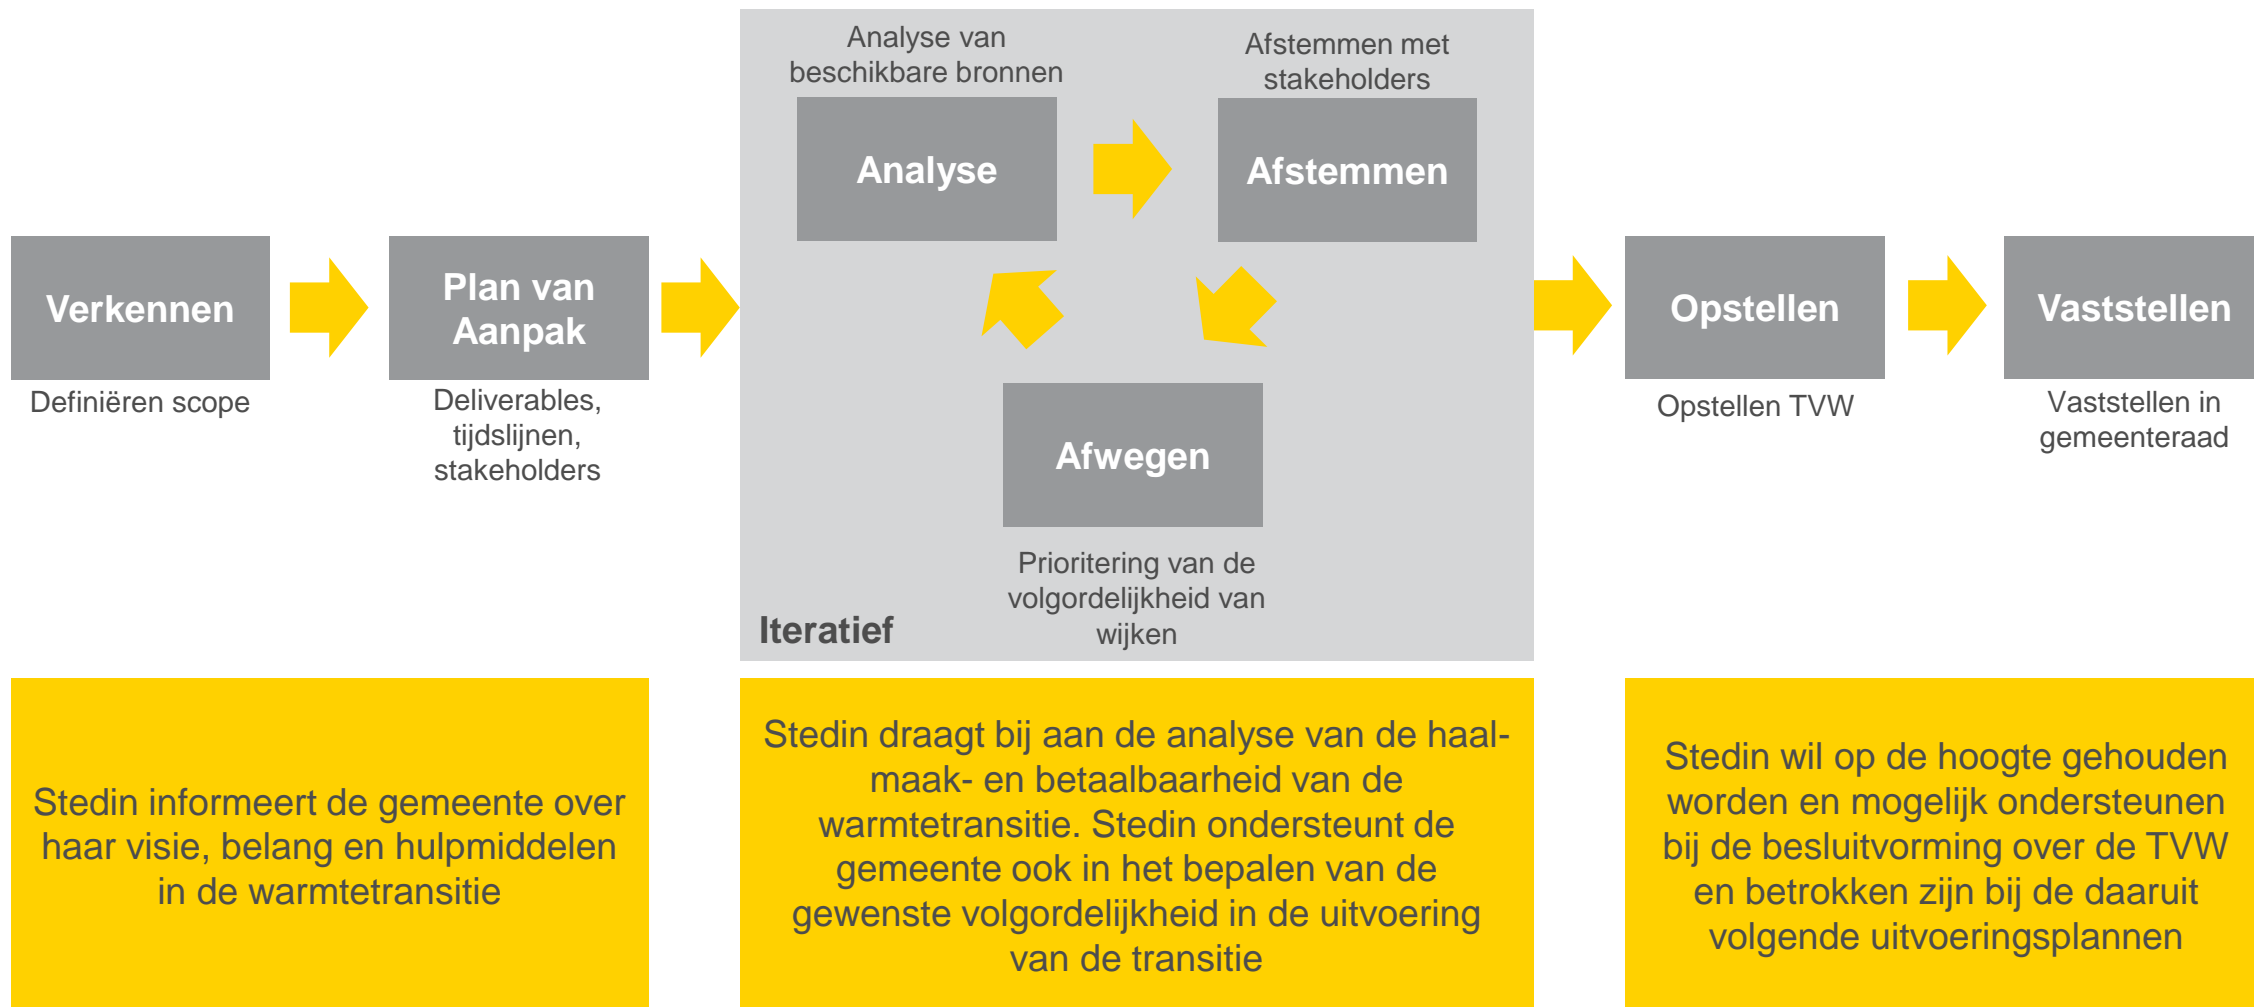 Verkennen
Definiëren scope
Plan van
Aanpak
Deliverables,
tijdslijnen,
stakeholders
Analyse van
beschikbare bronnen
Analyse
Afstemmen met
stakeholders
Afstemmen
Afwegen
Prioritering van de
volgordelijkheid van
wijken
Iteratief
Opstellen
Opstellen TVW
Vaststellen
Vaststellen in
gemeenteraad
Stedin informeert de gemeente over
haar visie, belang en hulpmiddelen
in de warmtetransitie
Stedin draagt bij aan de analyse van de haal-
maak- en betaalbaarheid van de
warmtetransitie. Stedin ondersteunt de
gemeente ook in het bepalen van de
gewenste volgordelijkheid in de uitvoering
van de transitie
Stedin wil op de hoogte gehouden
worden en mogelijk ondersteunen
bij de besluitvorming over de TVW
en betrokken zijn bij de daaruit
volgende uitvoeringsplannen